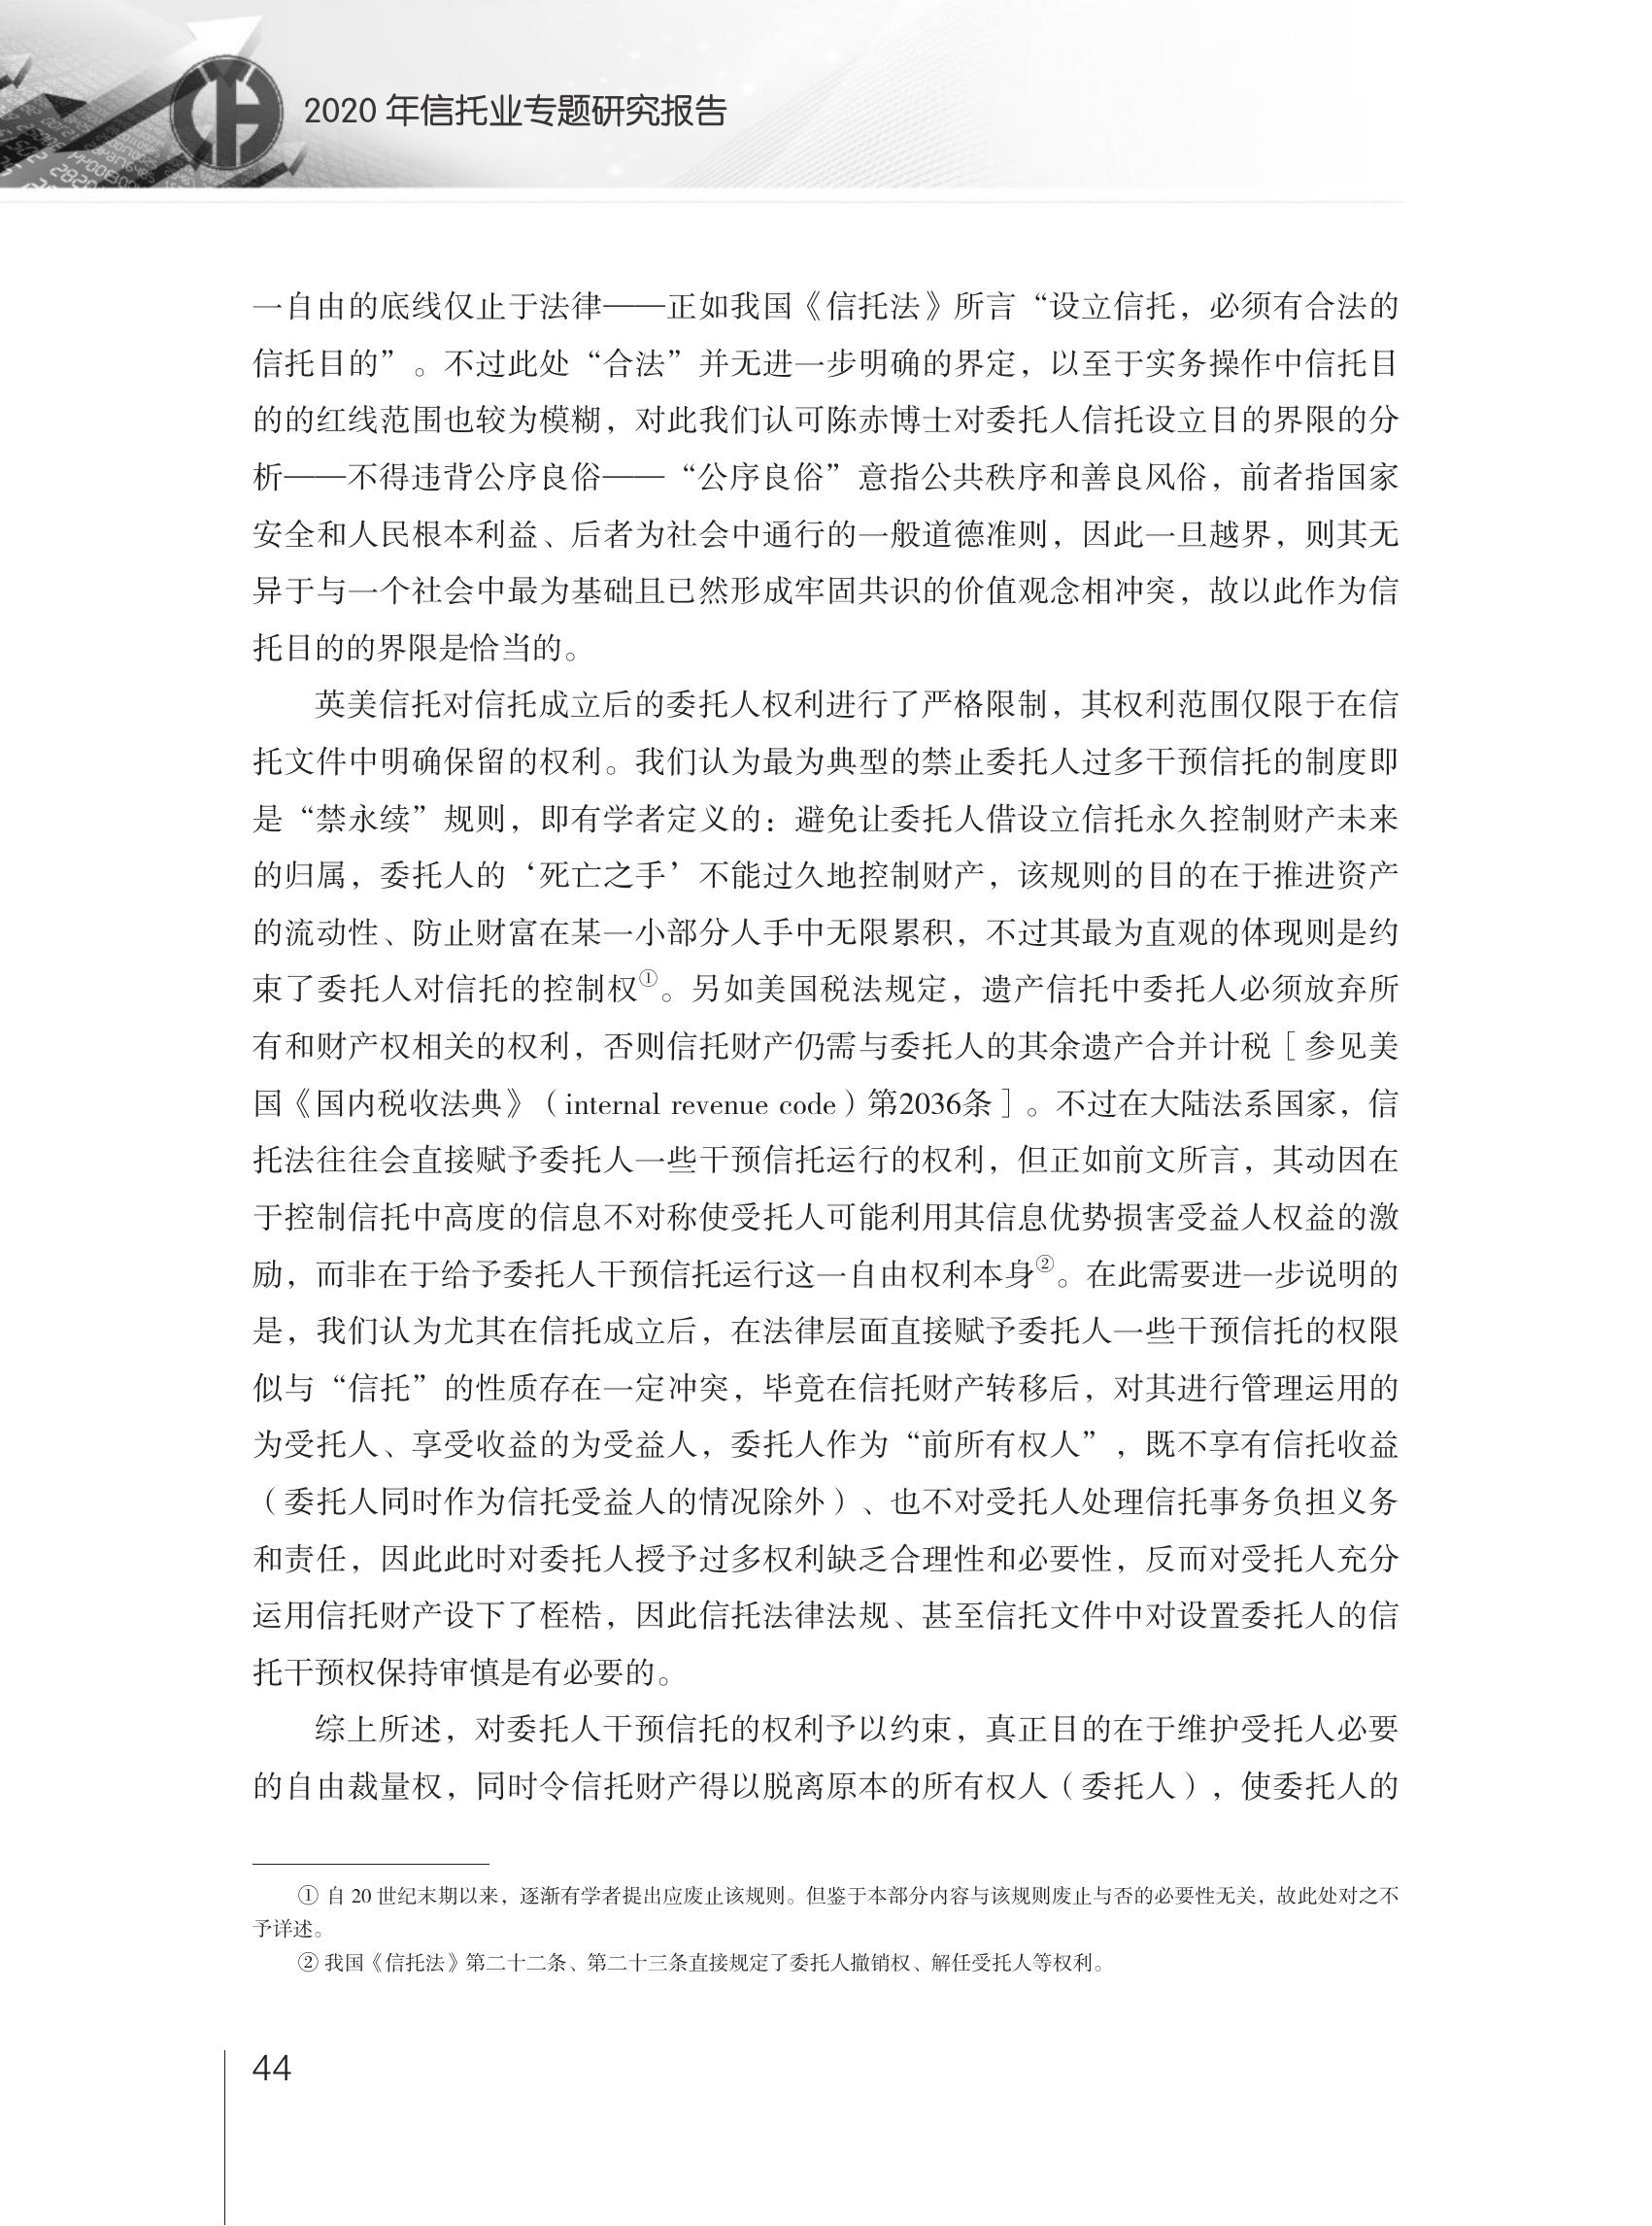 2020 年信托业专题研究报告
一自由的底线仅止于法律——正如我国《信托法》所言“设立信托，必须有合法的
信托目的”。不过此处“合法”并无进一步明确的界定，以至于实务操作中信托目
的的红线范围也较为模糊，对此我们认可陈赤博士对委托人信托设立目的界限的分
析——不得违背公序良俗——“公序良俗”意指公共秩序和善良风俗，前者指国家
安全和人民根本利益、后者为社会中通行的一般道德准则，因此一旦越界，则其无
异于与一个社会中最为基础且已然形成牢固共识的价值观念相冲突，故以此作为信
托目的的界限是恰当的。
英美信托对信托成立后的委托人权利进行了严格限制，其权利范围仅限于在信
托文件中明确保留的权利。我们认为最为典型的禁止委托人过多干预信托的制度即
是“禁永续”规则，即有学者定义的：避免让委托人借设立信托永久控制财产未来
的归属，委托人的‘死亡之手’不能过久地控制财产，该规则的目的在于推进资产
的流动性、防止财富在某一小部分人手中无限累积，不过其最为直观的体现则是约
束了委托人对信托的控制权①。另如美国税法规定，遗产信托中委托人必须放弃所
有和财产权相关的权利，否则信托财产仍需与委托人的其余遗产合并计税［参见美
国《国内税收法典》（internal revenue code）第2036条］。不过在大陆法系国家，信
托法往往会直接赋予委托人一些干预信托运行的权利，但正如前文所言，其动因在
于控制信托中高度的信息不对称使受托人可能利用其信息优势损害受益人权益的激
励，而非在于给予委托人干预信托运行这一自由权利本身②。在此需要进一步说明的
是，我们认为尤其在信托成立后，在法律层面直接赋予委托人一些干预信托的权限
似与“信托”的性质存在一定冲突，毕竟在信托财产转移后，对其进行管理运用的
为受托人、享受收益的为受益人，委托人作为“前所有权人”，既不享有信托收益
（委托人同时作为信托受益人的情况除外）、也不对受托人处理信托事务负担义务
和责任，因此此时对委托人授予过多权利缺乏合理性和必要性，反而对受托人充分
运用信托财产设下了桎梏，因此信托法律法规、甚至信托文件中对设置委托人的信
托干预权保持审慎是有必要的。
综上所述，对委托人干预信托的权利予以约束，真正目的在于维护受托人必要
的自由裁量权，同时令信托财产得以脱离原本的所有权人（委托人），使委托人的
① 自 20 世纪末期以来，逐渐有学者提出应废止该规则。但鉴于本部分内容与该规则废止与否的必要性无关，故此处对之不
予详述。
② 我国《信托法》第二十二条、第二十三条直接规定了委托人撤销权、解任受托人等权利。
44